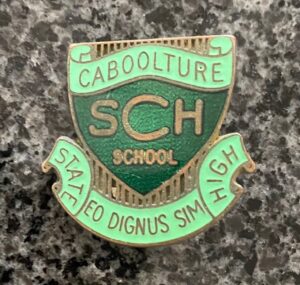 CABOOLTURE
SCH
SCHOOL
STATE
EO DIGNUS SIM
HIGH